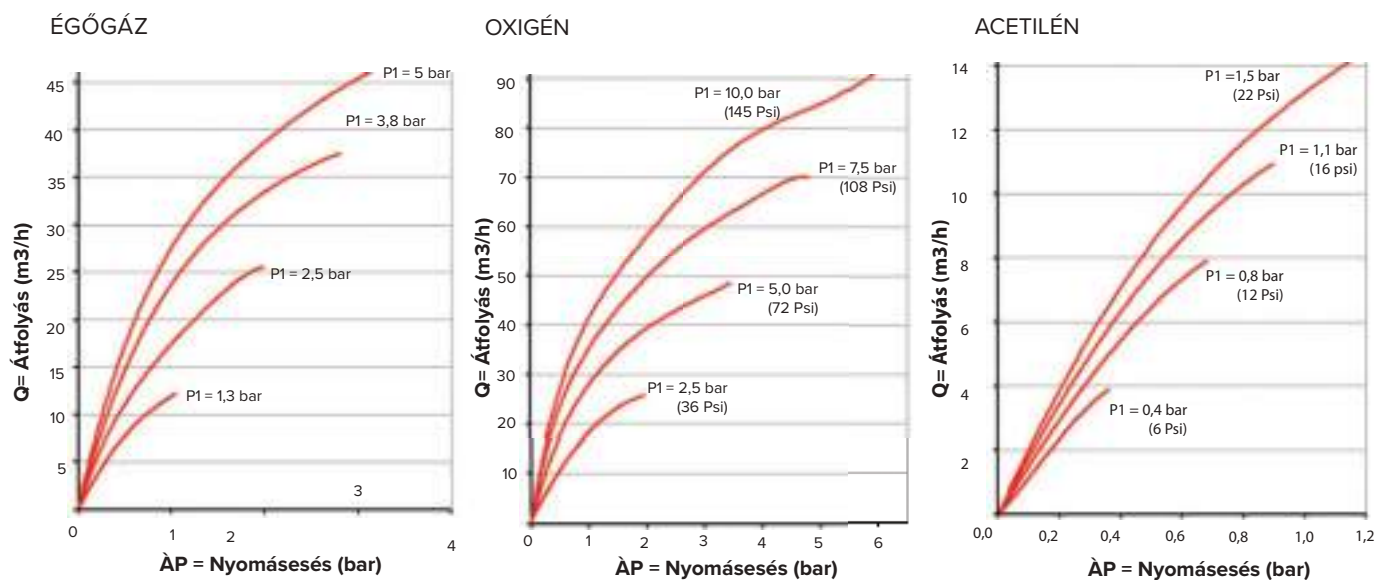 ÉGŐGÁZ
Q= Átfolyás (m3/h)
45
40
35
30
25
20
15
10
5
P1 = 5 bar
P1 = 3,8 bar
P1 = 2,5 bar
P1 = 1,3 bar
0
1
2
3
4
ÀP = Nyomásesés (bar)
OXIGÉN
Q= Átfolyás (m3/h)
90
80
70
60
50
40
30
20
10
P1 = 10,0 bar
(145 Psi)
P1 = 7,5 bar
(108 Psi)
P1 = 5,0 bar
(72 Psi)
P1 = 2,5 bar
(36 Psi)
0
1
2
3
4
5
6
ÀP = Nyomásesés (bar)
ACETILÉN
Q= Átfolyás (m3/h)
14
12
10
8
6
4
2
P1 =1,5 bar
(22 Psi)
P1 = 1,1 bar
(16 psi)
P1 = 0,8 bar
(12 Psi)
P1 = 0,4 bar
(6 Psi)
0,0
0,2
0,4
0,6
0,8
1,0
1,2
ÀP = Nyomásesés (bar)